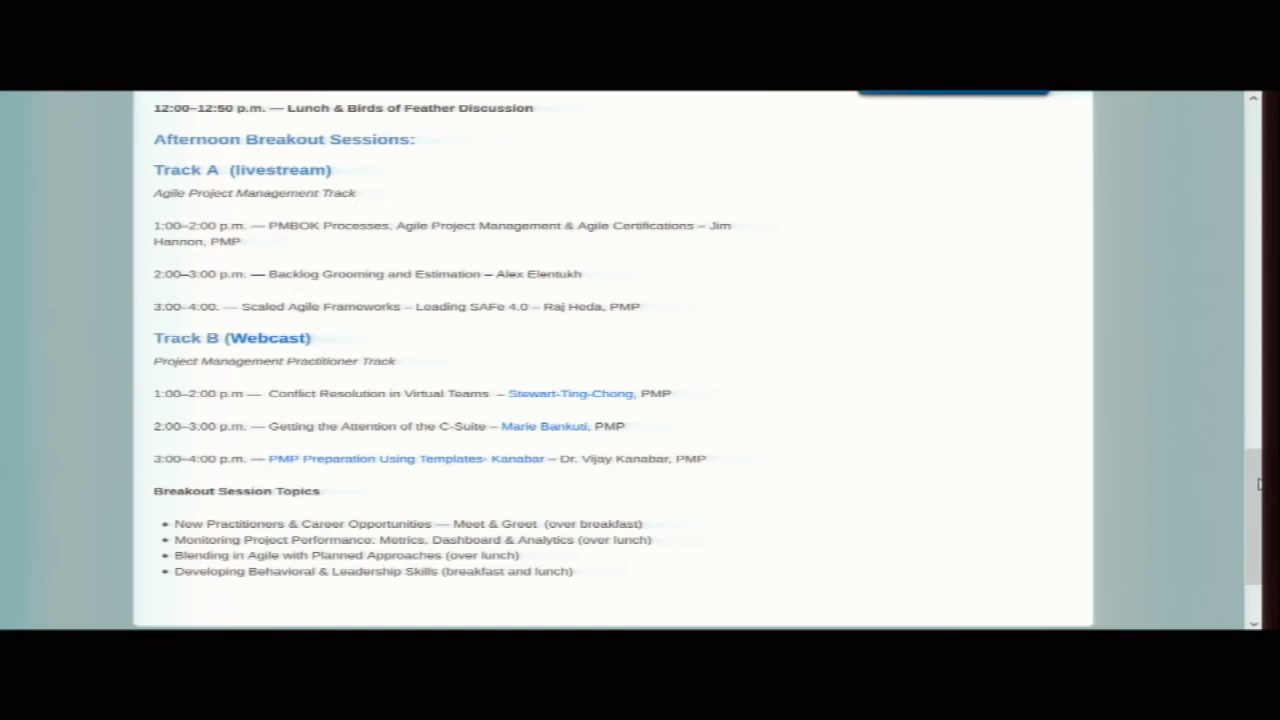 12:00–12:50 p.m. — Lunch & Birds of Feather Discussion
Afternoon Breakout Sessions:
Track A (livestream)
Agile Project Management Track
1:00–2:00 p.m. — PMBOK Processes, Agile Project Management & Agile Certifications – Jim
Hannon, PMP
2:00–3:00 p.m. — Backlog Grooming and Estimation – Alex Elentukh
3:00–4:00. — Scaled Agile Frameworks – Leading SAFe 4.0 – Raj Heda, PMP
Track B (Webcast)
Project Management Practitioner Track
1:00–2:00 p.m — Conflict Resolution in Virtual Teams – Stewart-Ting-Chong, PMP
2:00–3:00 p.m. — Getting the Attention of the C-Suite – Marie Bankuti, PMP
3:00–4:00 p.m. — PMP Preparation Using Templates- Kanabar – Dr. Vijay Kanabar, PMP
Breakout Session Topics
• New Practitioners & Career Opportunities — Meet & Greet (over breakfast)
• Monitoring Project Performance: Metrics, Dashboard & Analytics (over lunch)
• Blending in Agile with Planned Approaches (over lunch)
• Developing Behavioral & Leadership Skills (breakfast and lunch)